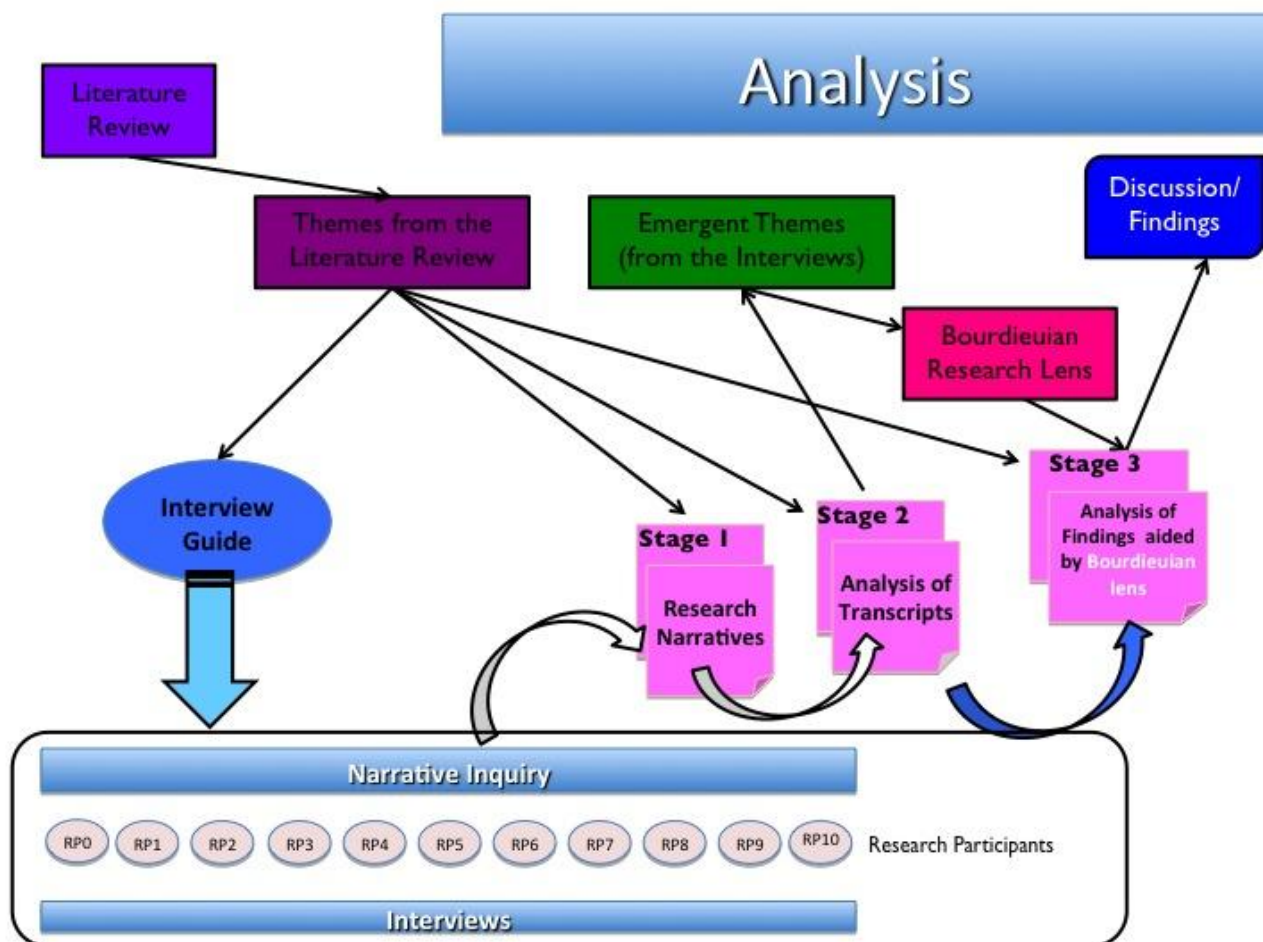 Analysis
Literature
Review
Discussion/
Findings
Themes from the
Literature Review
Emergent Themes
(from the Interviews)
Bourdieuian
Research Lens
Interview
Guide
Stage 1
Research
Narratives
Stage 2
Analysis of
Transcripts
Stage 3
Analysis of
Findings aided
by Bourdieuian
lens
Narrative Inquiry
RP0 RP1 RP2 RP3 RP4 RP5 RP6 RP7 RP8 RP9 RP10 Research Participants
Interviews